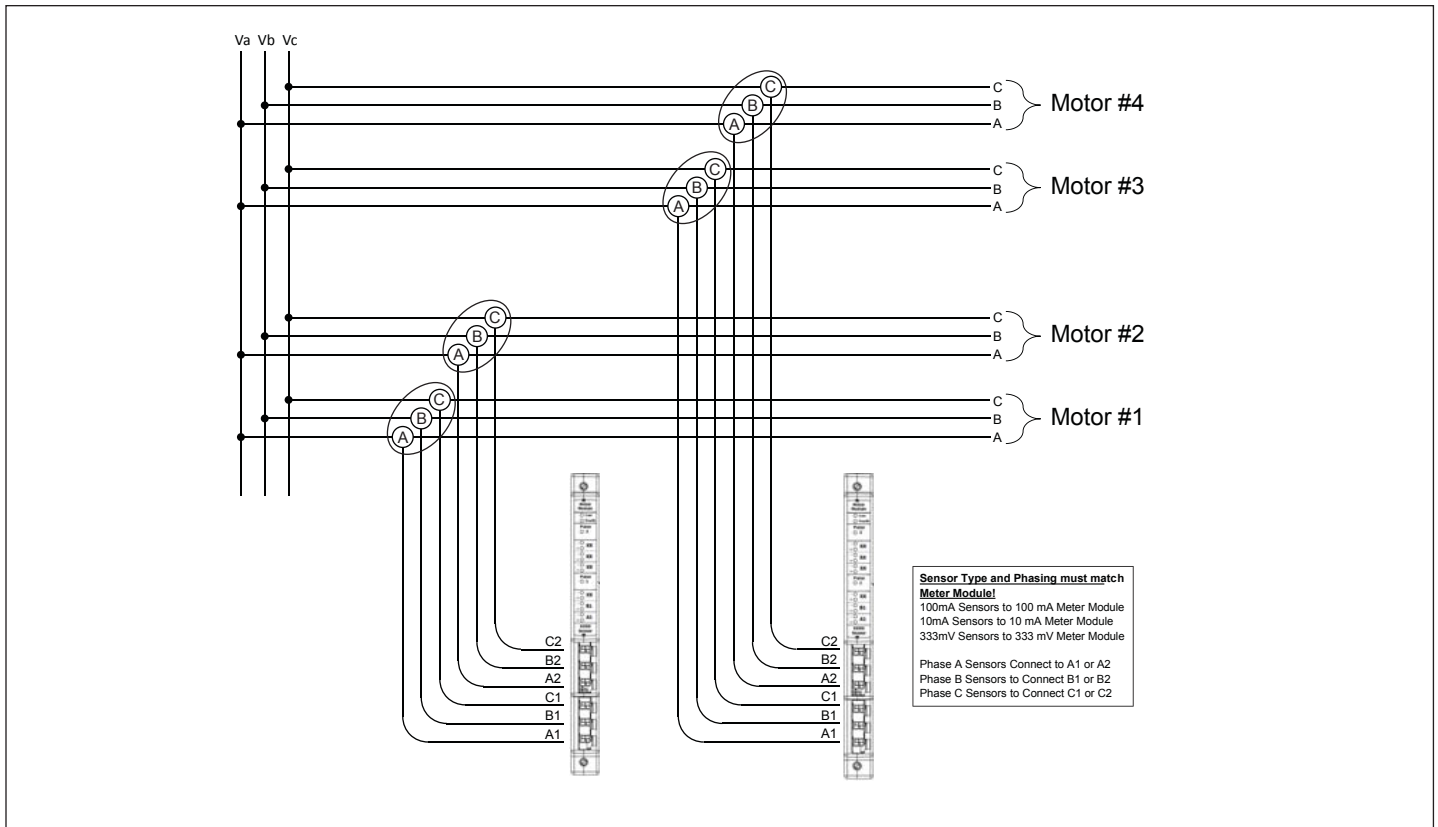 Va Vb Vc
C
C
B
Motor #4
B
A
A
C
C
B
Motor #3
B
A
A
C
C
B
Motor #2
B
A
A
C
C
B
Motor #1
B
A
A
Sensor Type and Phasing must match
Meter Module!
100mA Sensors to 100 mA Meter Module
10mA Sensors to 10 mA Meter Module
333mV Sensors to 333 mV Meter Module
Phase A Sensors Connect to A1 or A2
Phase B Sensors to Connect B1 or B2
Phase C Sensors to Connect C1 or C2
C2
B2
A2
C1
B1
A1
C2
B2
A2
C1
B1
A1